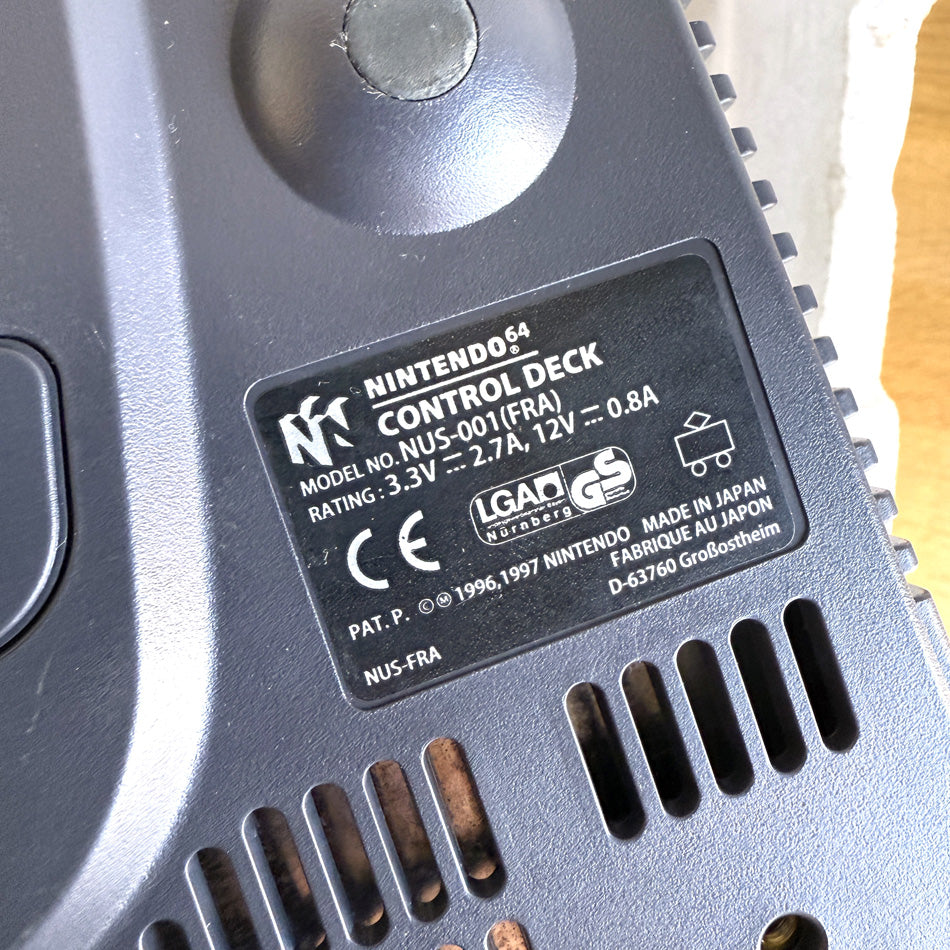 NINTENDO⁶⁴®
CONTROL DECK
MODEL NO. NUS-001(FRA)
RATING : 3.3V ⎓ 2.7A, 12V ⎓ 0.8A
CE
LGA
Nürnberg
GS
PAT. P. ©Ⓜ1996,1997 NINTENDO
MADE IN JAPAN
FABRIQUE AU JAPON
D-63760 Großostheim
NUS-FRA